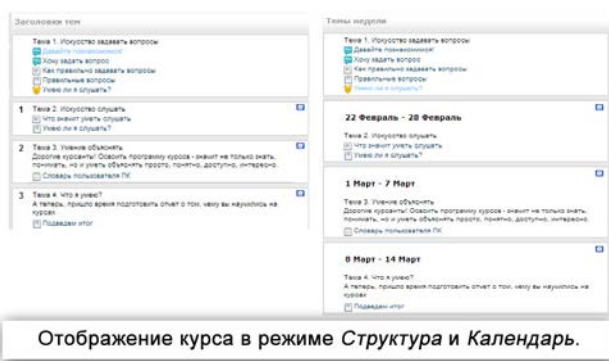 Заголовки тем
Тема 1. Искусство задавать вопросы
Давайте познакомимся!
Хочу задать вопрос
Как правильно задавать вопросы
Правильные вопросы
Умею ли я слушать?
1 Тема 2. Искусство слушать
Что значит уметь слушать
Умею ли я слушать?
2 Тема 3. Умение объяснять
Дорогие курсанты! Освоить программу курсов - значит не только знать,
понимать, но и уметь объяснять просто, понятно, доступно, интересно.
Словарь пользователя ПК
3 Тема 4. Что я умею?
А теперь, пришло время подготовить отчет о том, чему вы научились на
курсах
Подведем итог
Темы недели
Тема 1. Искусство задавать вопросы
Давайте познакомимся!
Хочу задать вопрос
Как правильно задавать вопросы
Правильные вопросы
Умею ли я слушать?
22 Февраль - 28 Февраль
Тема 2. Искусство слушать
Что значит уметь слушать
Умею ли я слушать?
1 Март - 7 Март
Тема 3. Умение объяснять
Дорогие курсанты! Освоить программу курсов - значит не только знать,
понимать, но и уметь объяснять просто, понятно, доступно, интересно.
Словарь пользователя ПК
8 Март - 14 Март
Тема 4. Что я умею?
А теперь, пришло время подготовить отчет о том, чему вы научились на
курсах
Подведем итог
Отображение курса в режиме Структура и Календарь.